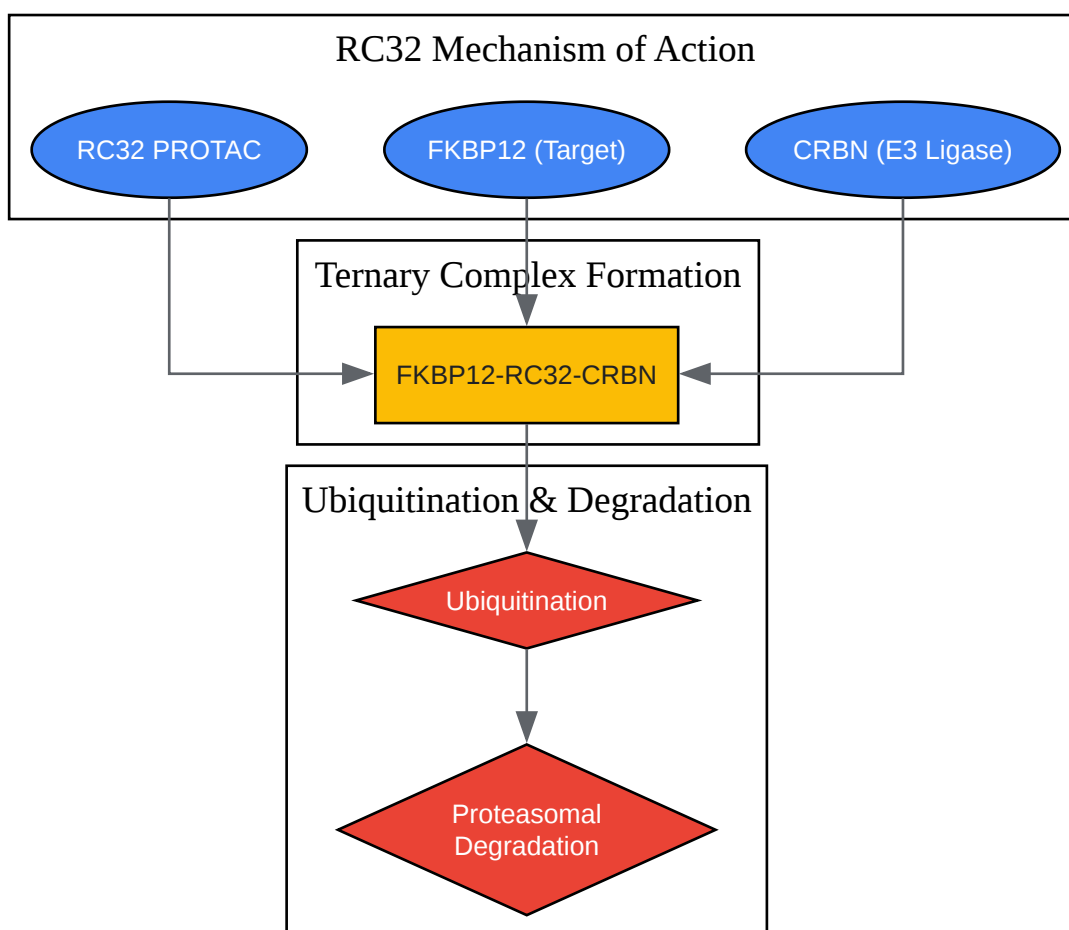 RC32 Mechanism of Action
RC32 PROTAC
FKBP12 (Target)
CRBN (E3 Ligase)
Ternary Complex Formation
FKBP12-RC32-CRBN
Ubiquitination & Degradation
Ubiquitination
Proteasomal
Degradation